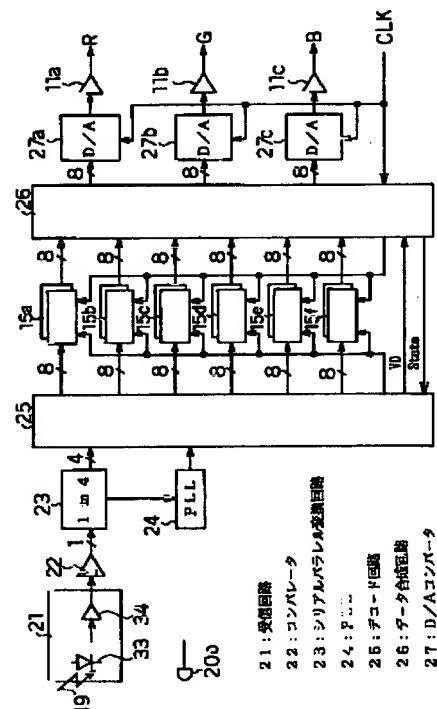 21
22
23
1 in 4
24
PLL
33
34
19
20a
1
4
25
8
8
8
8
8
8
15a
15b
15c
15d
15e
15f
8
8
8
8
8
8
VD
State
26
8
8
8
27a
D/A
27b
D/A
27c
D/A
11a
11b
11c
R
G
B
CLK
21:受信回路
22:コンパレータ
23:シリアルパラレル変換回路
24:
25:デコード回路
26:データ合成回路
27:D/Aコンバータ